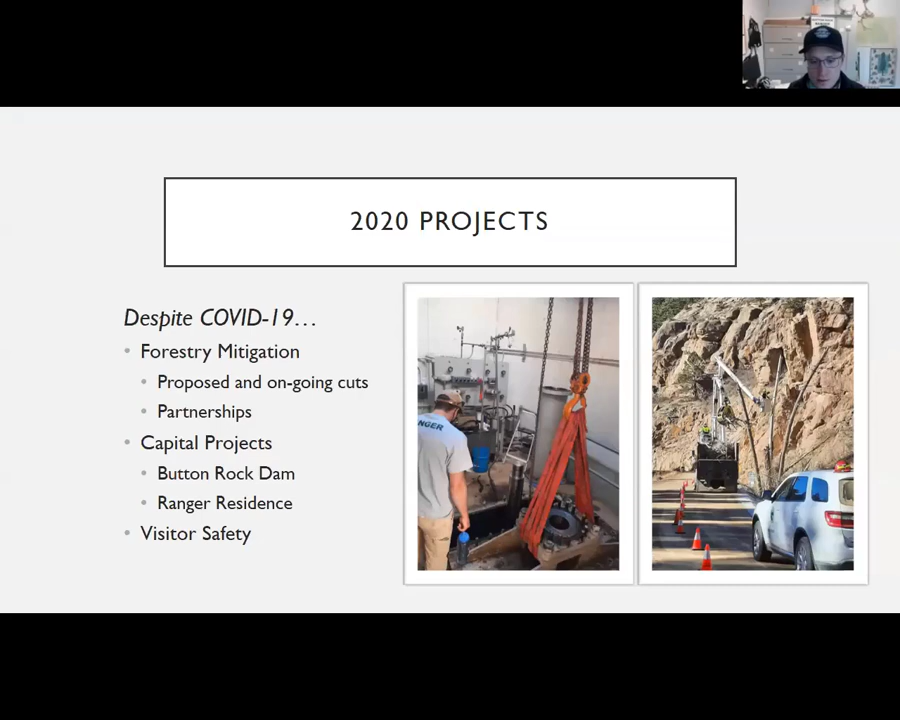 2020 PROJECTS
Despite COVID-19...
Forestry Mitigation
Proposed and on-going cuts
Partnerships
Capital Projects
Button Rock Dam
Ranger Residence
Visitor Safety
NGER